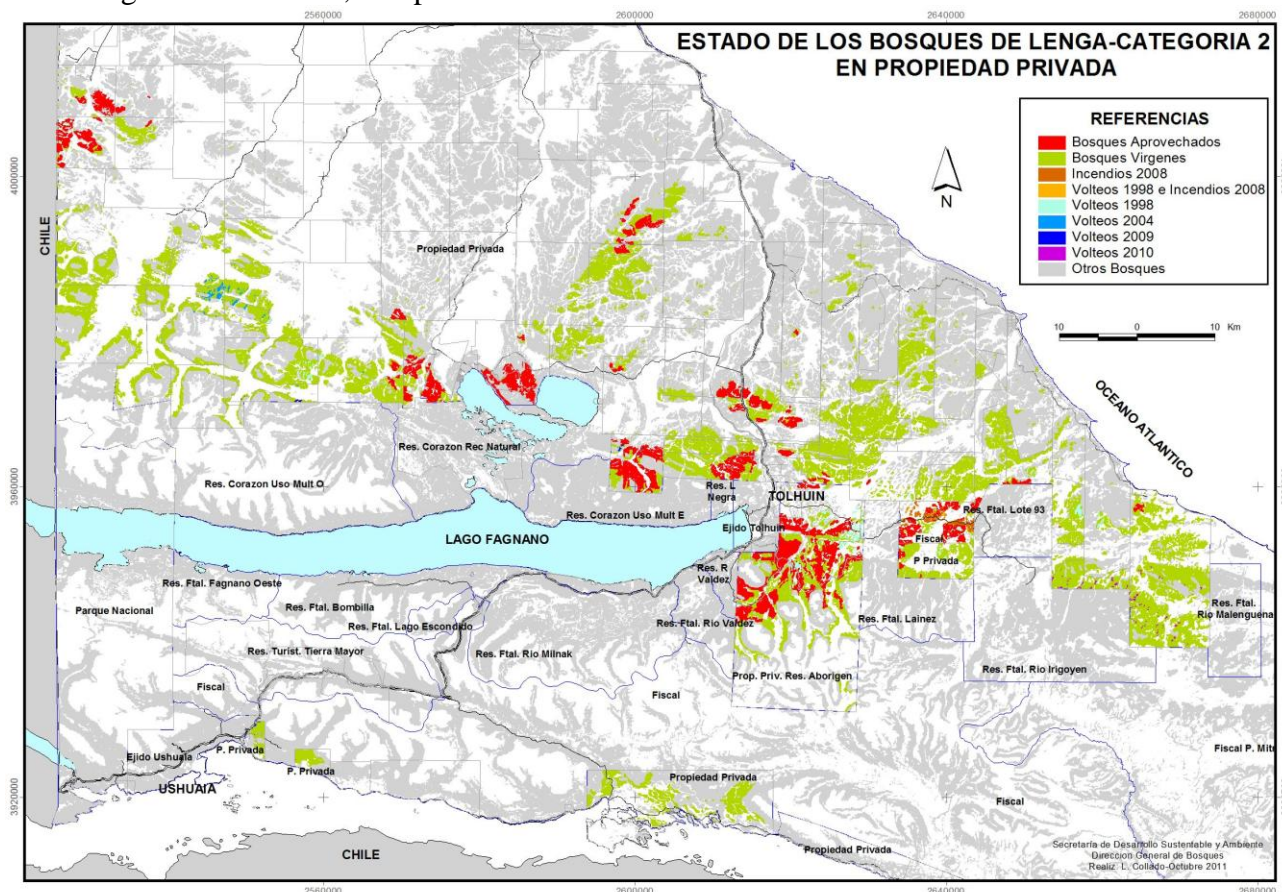 2560000
2600000
2640000
2680000
ESTADO DE LOS BOSQUES DE LENGA-CATEGORIA 2
EN PROPIEDAD PRIVADA
REFERENCIAS
Bosques Aprovechados
Bosques Virgenes
Incendios 2008
Volteos 1998 e Incendios 2008
Volteos 1998
Volteos 2004
Volteos 2009
Volteos 2010
Otros Bosques
4000000
4000000
N
CHILE
Propiedad Privada
10 0 10 Km
OCEANO ATLANTICO
Res. Corazon Rec Natural
Res. Corazon Uso Mult O
3960000
3960000
Res. L
Negra
TOLHUIN
Res. Corazon Uso Mult E
Res. Ftal. Lote 93
Ejido Tolhuin
LAGO FAGNANO
Fiscal
P Privada
Res. R
Valdez
Res. Ftal. Fagnano Oeste
Parque Nacional
Res. Ftal. Bombilla
Res. Ftal. Lago Escondido
Res. Ftal. Rio Valdez
Res. Ftal. Lainez
Res. Ftal.
Rio Malenguena
Res. Turist. Tierra Mayor
Res. Ftal. Rio Milnak
Prop. Priv. Res. Aborigen
Res. Ftal. Rio Irigoyen
Fiscal
Fiscal
Ejido Ushuaia
P. Privada
P. Privada
Fiscal P. Mitr
USHUAIA
Propiedad Privada
Fiscal
3920000
3920000
CHILE
Propiedad Privada
Secretaría de Desarrollo Sustentable y Ambiente
Direccion General de Bosques
Realiz. L. Collado-Octubre 2011
2560000
2600000
2640000
2680000